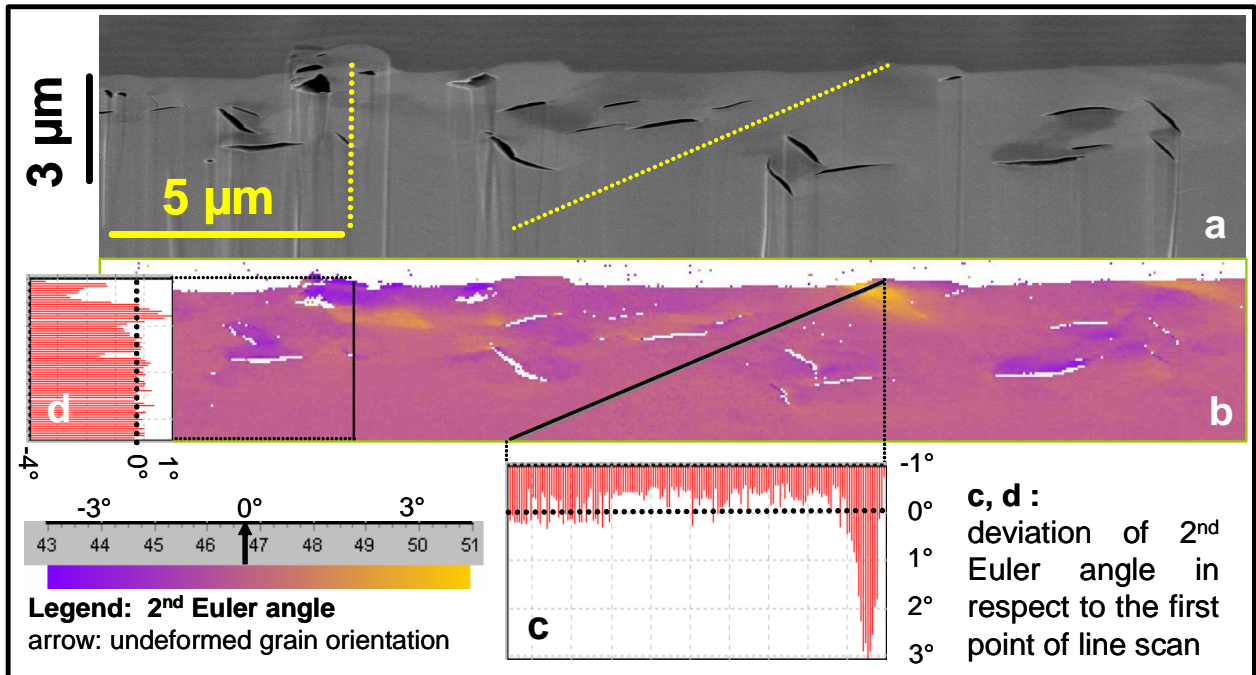 3 µm
5 µm
a
b
d
-4°
0°
1°
-1°
0°
1°
2°
3°
c
-3° 0° 3°
43 44 45 46 47 48 49 50 51
Legend: 2nd Euler angle
arrow: undeformed grain orientation
c, d :
deviation of 2nd
Euler angle in
respect to the first
point of line scan